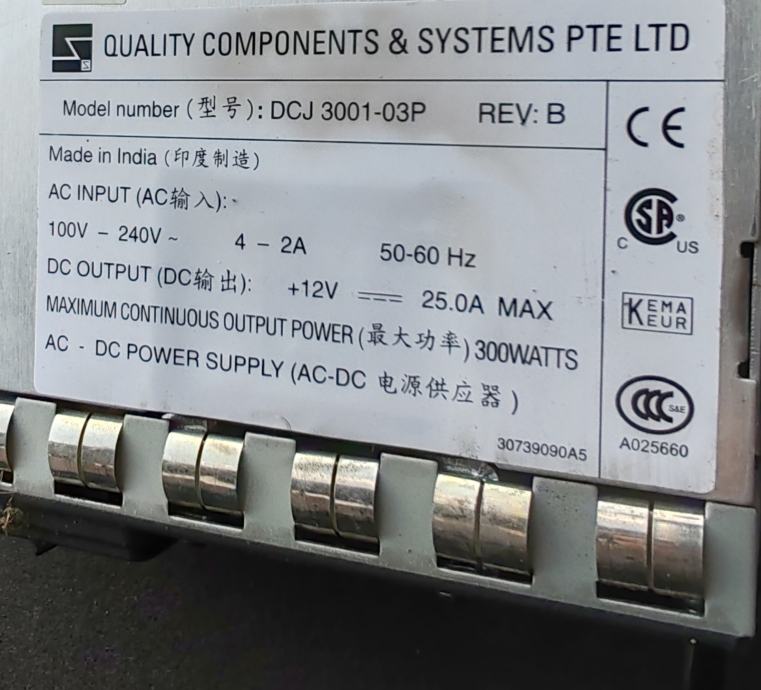 QUALITY COMPONENTS & SYSTEMS PTE LTD
Model number (型号): DCJ 3001-03P REV: B
Made in India (印度制造)
AC INPUT (AC输入):
100V – 240V ~ 4 – 2A 50-60 Hz
DC OUTPUT (DC输出): +12V ⎓ 25.0A MAX
MAXIMUM CONTINUOUS OUTPUT POWER (最大功率) 300WATTS
AC - DC POWER SUPPLY (AC-DC 电源供应器)
30739090A5
CE
C SA ® US
KEMA
EUR
CCC S&E
A025660